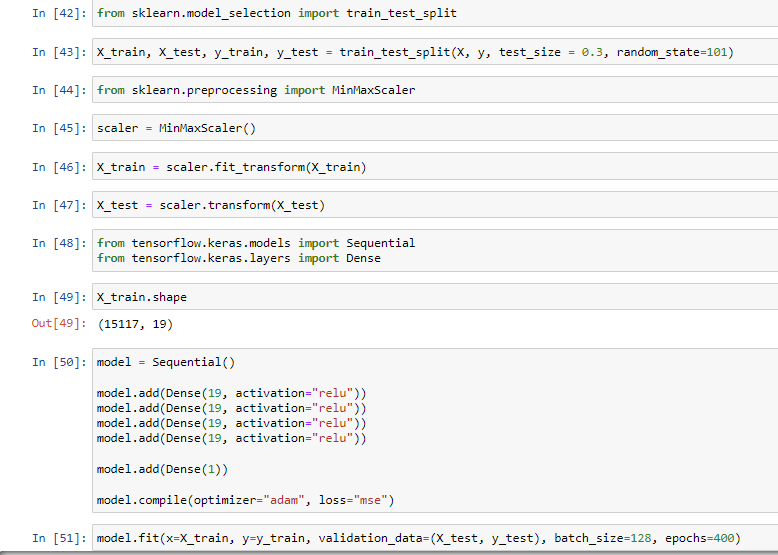 In [42]: from sklearn.model_selection import train_test_split
In [43]: X_train, X_test, y_train, y_test = train_test_split(X, y, test_size = 0.3, random_state=101)
In [44]: from sklearn.preprocessing import MinMaxScaler
In [45]: scaler = MinMaxScaler()
In [46]: X_train = scaler.fit_transform(X_train)
In [47]: X_test = scaler.transform(X_test)
In [48]: from tensorflow.keras.models import Sequential
from tensorflow.keras.layers import Dense
In [49]: X_train.shape
Out[49]: (15117, 19)
In [50]: model = Sequential()
model.add(Dense(19, activation="relu"))
model.add(Dense(19, activation="relu"))
model.add(Dense(19, activation="relu"))
model.add(Dense(19, activation="relu"))
model.add(Dense(1))
model.compile(optimizer="adam", loss="mse")
In [51]: model.fit(x=X_train, y=y_train, validation_data=(X_test, y_test), batch_size=128, epochs=400)